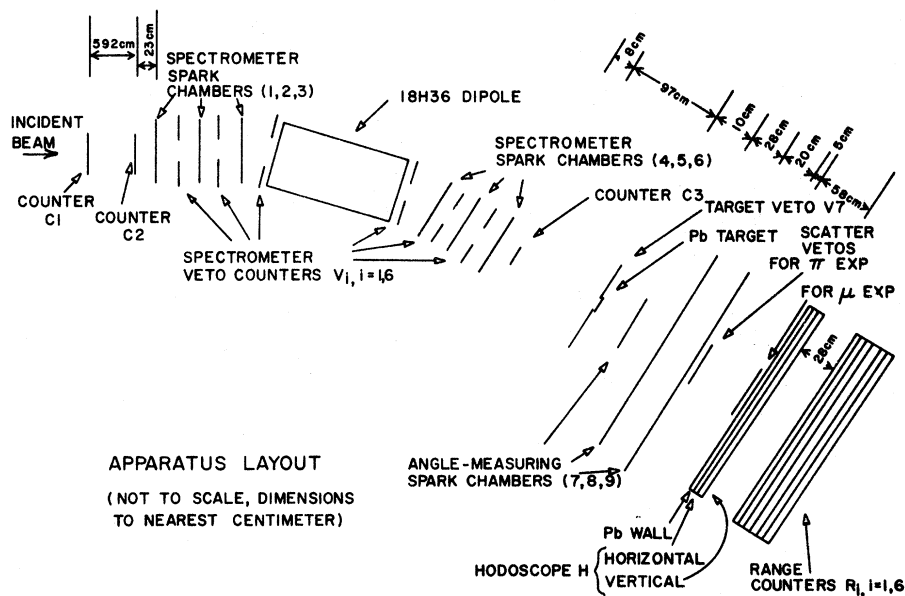 592cm
23cm
SPECTROMETER
SPARK
CHAMBERS (1,2,3)
18H36 DIPOLE
INCIDENT
BEAM
COUNTER
C1
COUNTER
C2
SPECTROMETER
VETO COUNTERS Vi, i=1,6
SPECTROMETER
SPARK CHAMBERS (4,5,6)
COUNTER C3
8cm
97cm
10cm
28cm
20cm
5cm
58cm
TARGET VETO V7
Pb TARGET
SCATTER
VETOS
FOR π EXP
FOR μ EXP
28cm
APPARATUS LAYOUT
(NOT TO SCALE, DIMENSIONS
TO NEAREST CENTIMETER)
ANGLE-MEASURING
SPARK CHAMBERS (7,8,9)
Pb WALL
HODOSCOPE H { HORIZONTAL
VERTICAL
RANGE
COUNTERS Ri, i=1,6